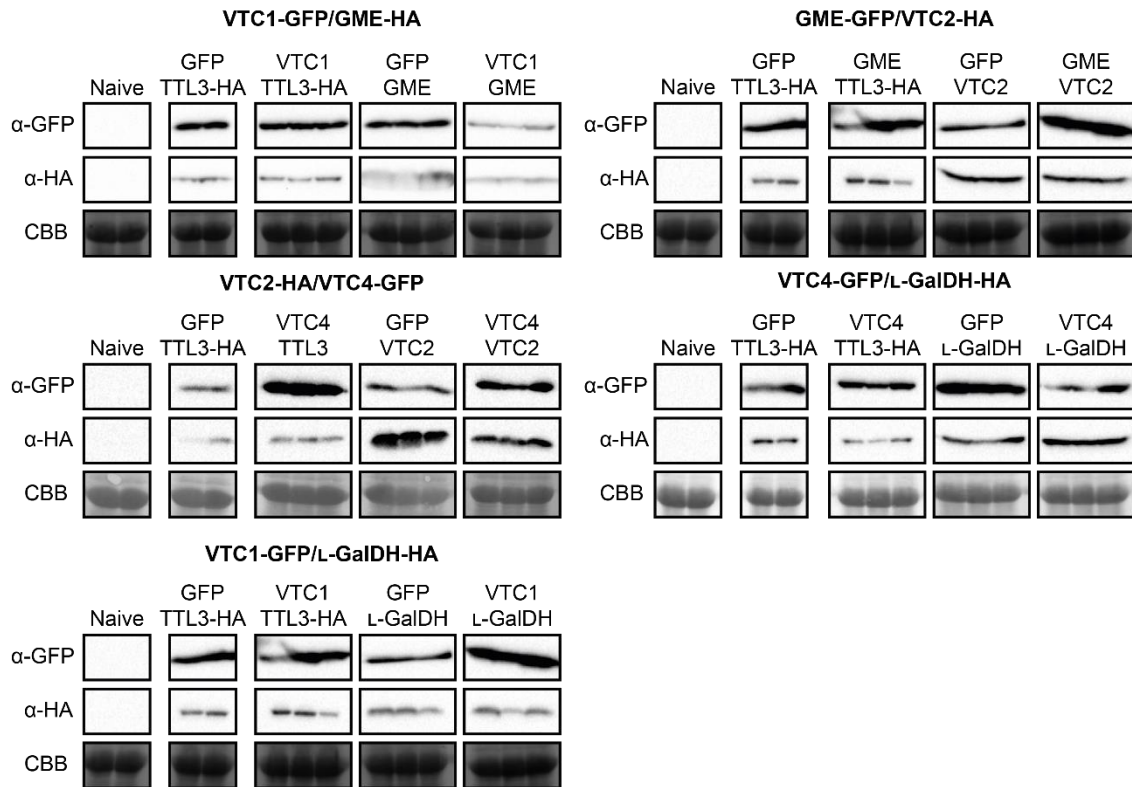 VTC1-GFP/GME-HA
GFP VTC1 GFP VTC1
Naive TTL3-HA TTL3-HA GME GME
α-GFP
α-HA
CBB
GME-GFP/VTC2-HA
GFP GME GFP GME
Naive TTL3-HA TTL3-HA VTC2 VTC2
α-GFP
α-HA
CBB
VTC2-HA/VTC4-GFP
GFP VTC4 GFP VTC4
Naive TTL3-HA TTL3 VTC2 VTC2
α-GFP
α-HA
CBB
VTC4-GFP/ʟ-GalDH-HA
GFP VTC4 GFP VTC4
Naive TTL3-HA TTL3-HA ʟ-GalDH ʟ-GalDH
α-GFP
α-HA
CBB
VTC1-GFP/ʟ-GalDH-HA
GFP VTC1 GFP VTC1
Naive TTL3-HA TTL3-HA ʟ-GalDH ʟ-GalDH
α-GFP
α-HA
CBB